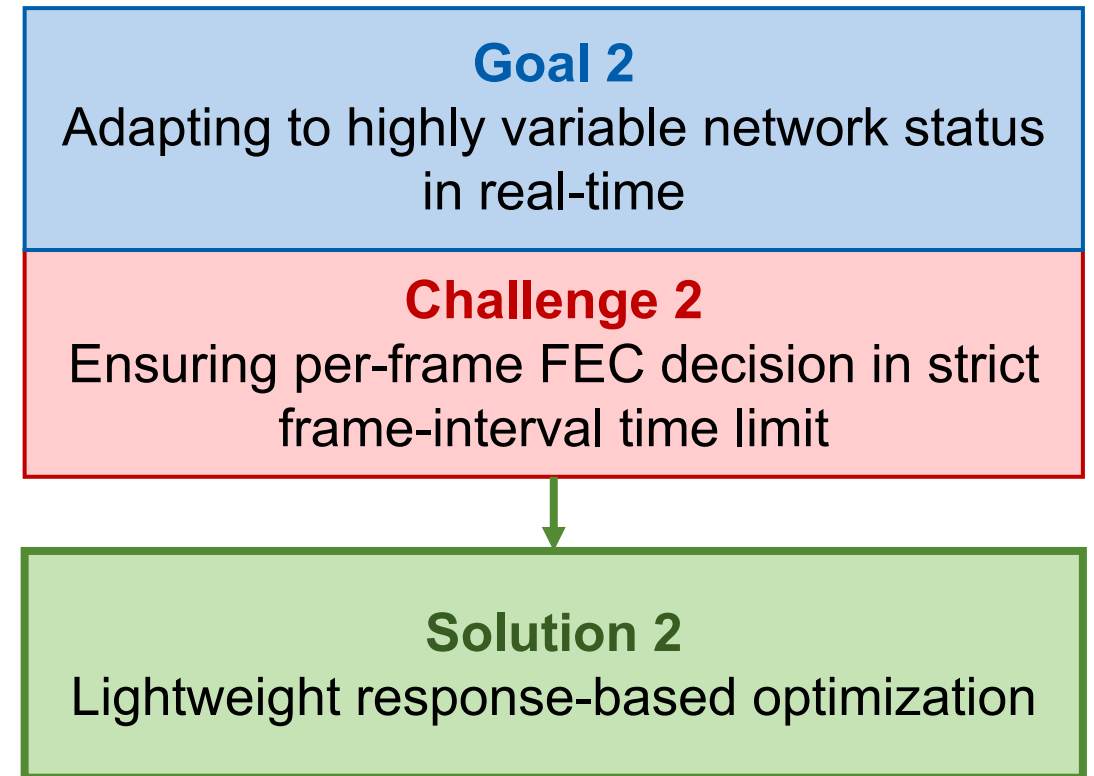 Goal 2
Adapting to highly variable network status
in real-time
Challenge 2
Ensuring per-frame FEC decision in strict
frame-interval time limit
Solution 2
Lightweight response-based optimization